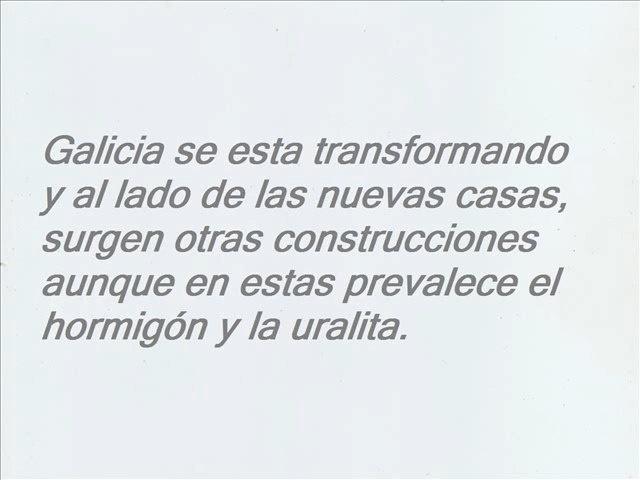 Galicia se esta transformando
y al lado de las nuevas casas,
surgen otras construcciones
aunque en estas prevalece el
hormigón y la uralita.